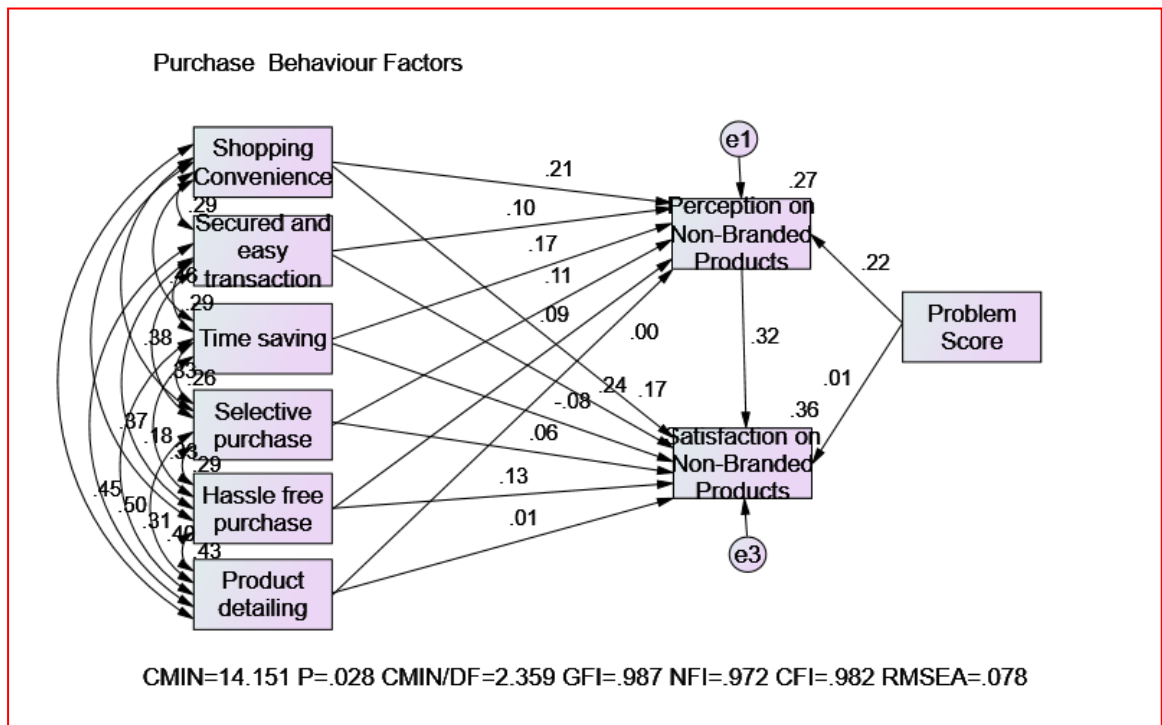 Purchase Behaviour Factors
Shopping
Convenience
.29
Secured and
easy
transaction
.46
.29
Time saving
.38
.33
.26
Selective
purchase
.37
.18
.33
.29
Hassle free
purchase
.45
.50
.31
.40
.43
Product
detailing
.21
.10
.17
.11
.09
.00
.24
.17
-.08
.06
.13
.01
e1
.27
Perception on
Non-Branded
Products
.22
.32
Problem
Score
.01
.36
Satisfaction on
Non-Branded
Products
e3
CMIN=14.151 P=.028 CMIN/DF=2.359 GFI=.987 NFI=.972 CFI=.982 RMSEA=.078